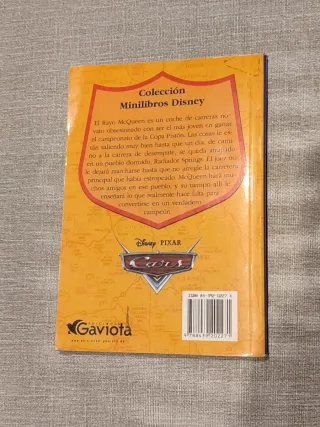 Colección
Minilibros Disney
El Rayo McQueen es un coche de carreras no-
vato obsesionado con ser el más joven en ganar
el campeonato de la Copa Pistón. Las cosas le es-
tán saliendo muy bien hasta que un día, de cami-
no a la carrera de desempate, se queda atrapado
en un pueblo dormido, Radiador Springs. El juez no
le dejará marcharse hasta que no arregle la carretera
principal que había estropeado. McQueen hará mu-
chos amigos en ese pueblo, y su tiempo allí le
enseñará lo que realmente hace falta para
convertirse en un verdadero
campeón.
Disney PIXAR
Cars
EDICIONES
Gaviota